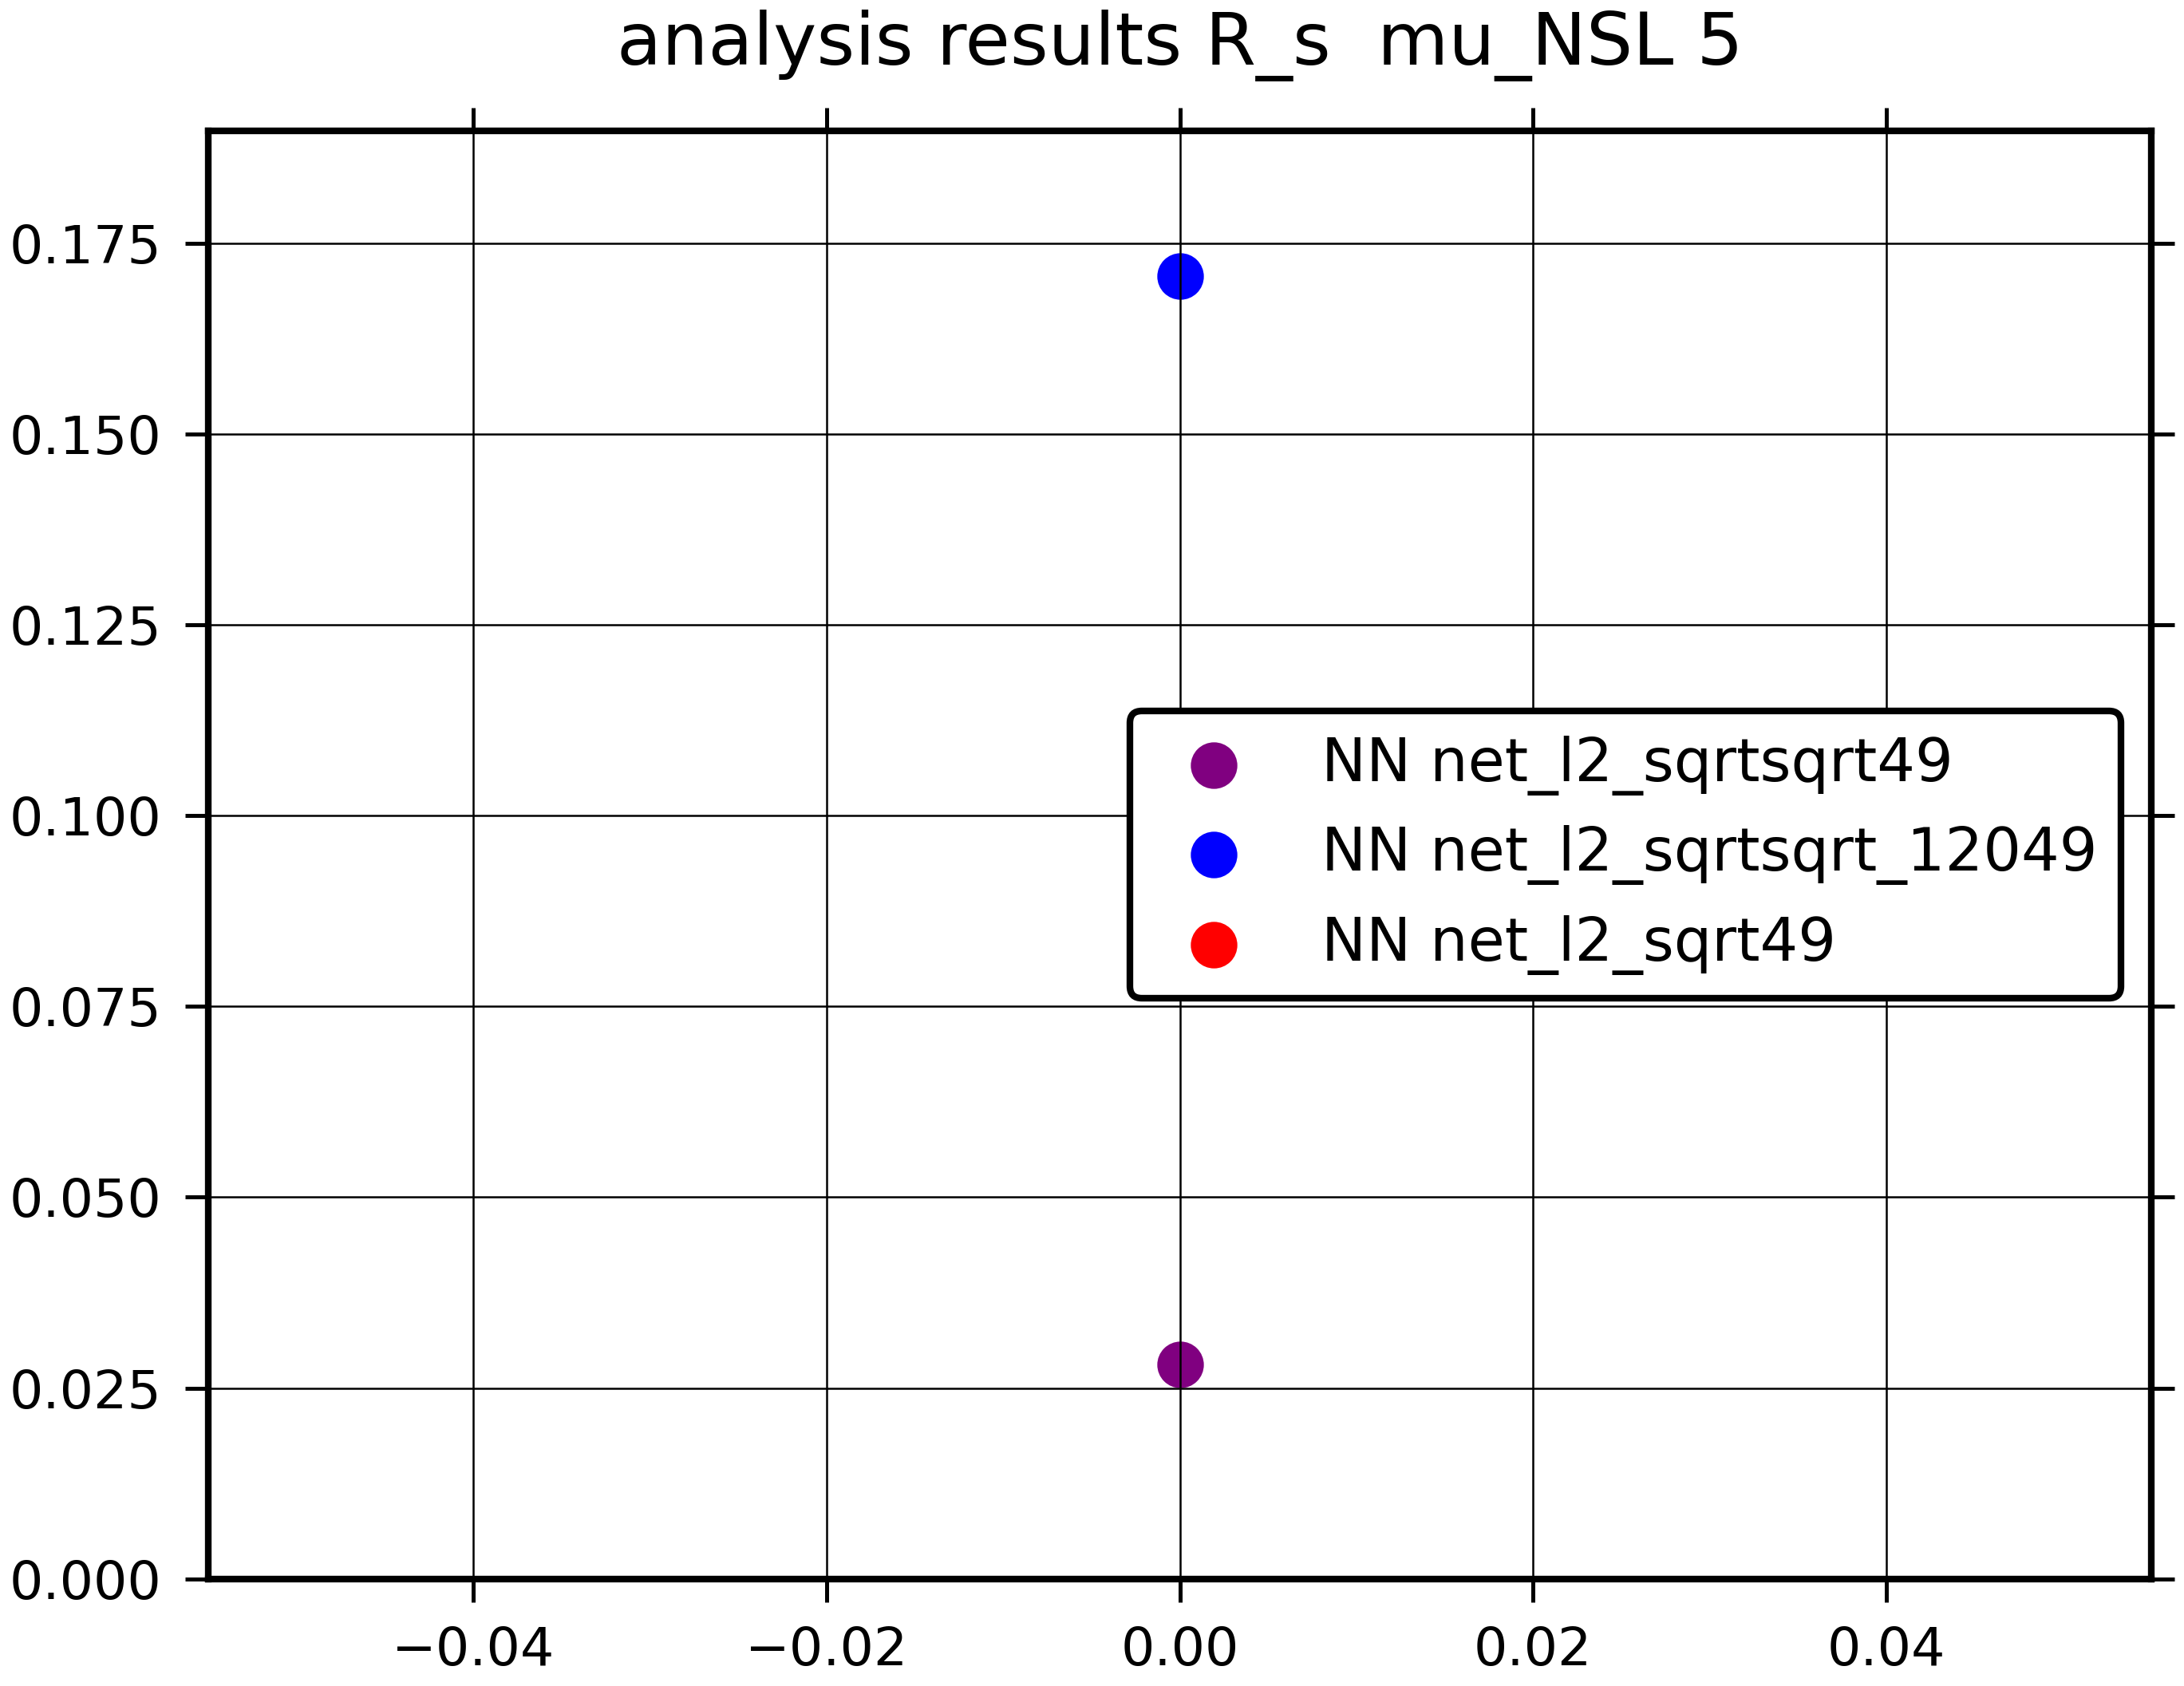 analysis results R_s  mu_NSL 5
0.175
0.150
0.125
0.100
0.075
0.050
0.025
0.000
NN net_l2_sqrtsqrt49
NN net_l2_sqrtsqrt_12049
NN net_l2_sqrt49
−0.04 −0.02 0.00 0.02 0.04